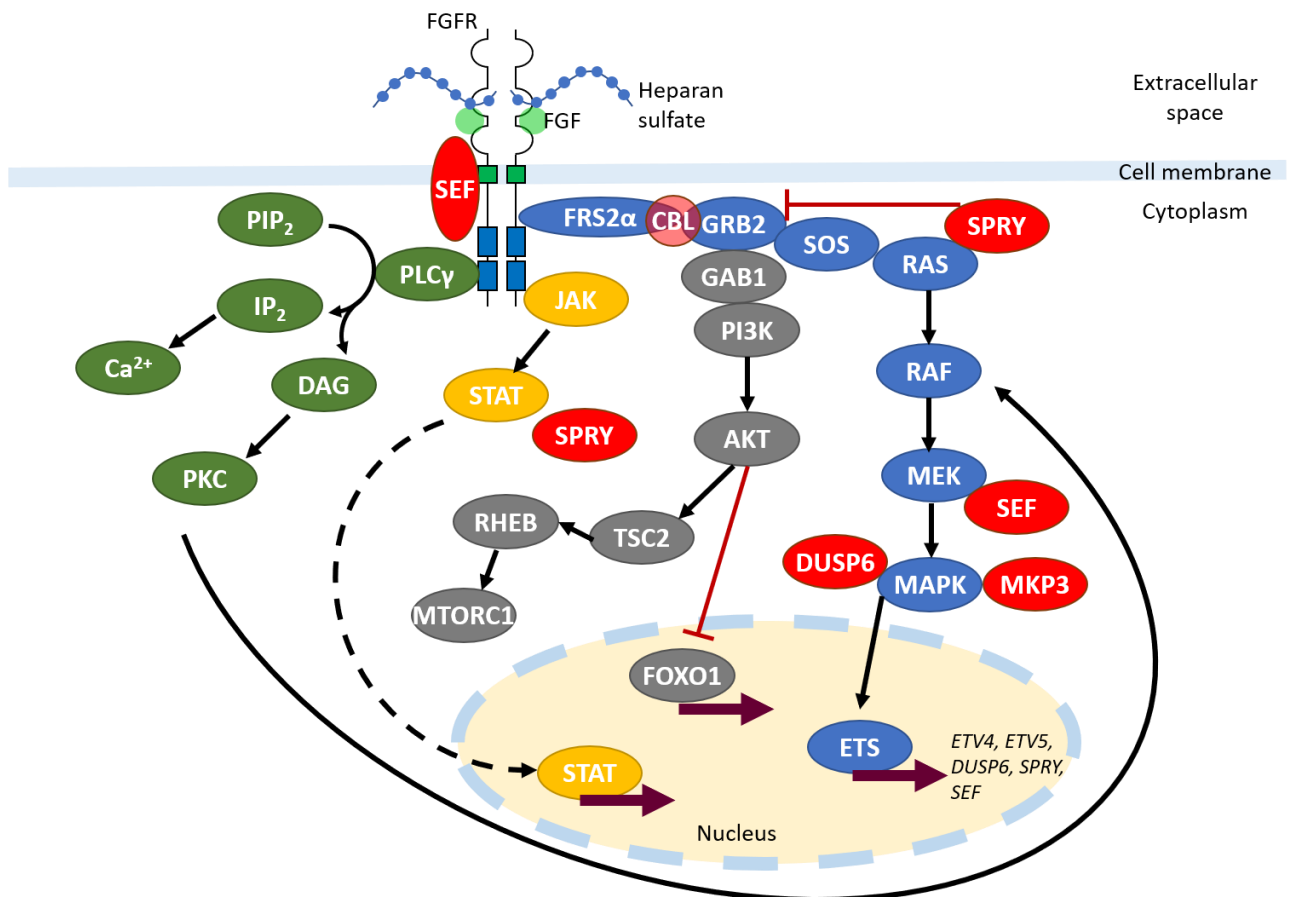 FGFR
Heparan
sulfate
FGF
Extracellular
space
Cell membrane
Cytoplasm
SEF
PIP2
FRS2α
CBL
GRB2
SPRY
SOS
RAS
PLCγ
GAB1
IP2
JAK
PI3K
Ca2+
DAG
RAF
STAT
SPRY
AKT
PKC
MEK
SEF
RHEB
TSC2
DUSP6
MAPK
MKP3
MTORC1
FOXO1
ETS
ETV4, ETV5,
DUSP6, SPRY,
SEF
STAT
Nucleus